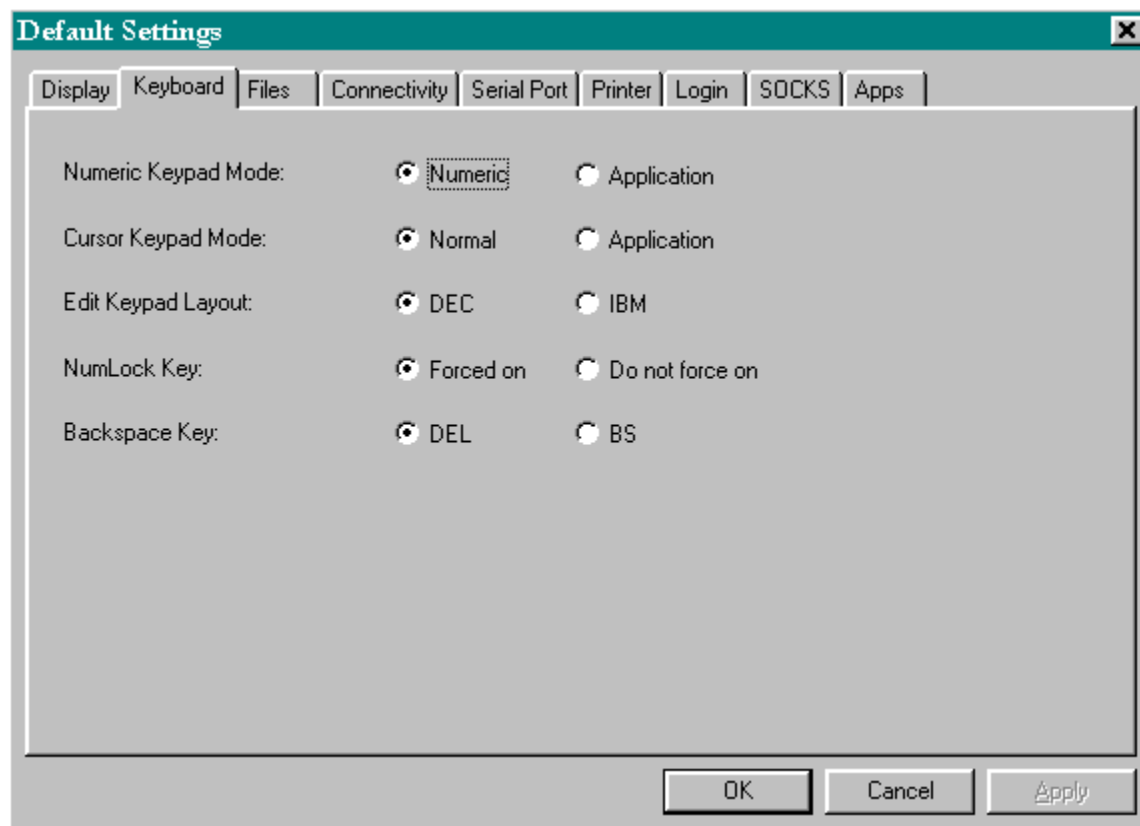 Default Settings
Display Keyboard Files Connectivity Serial Port Printer Login SOCKS Apps
Numeric Keypad Mode: Numeric Application
Cursor Keypad Mode: Normal Application
Edit Keypad Layout: DEC IBM
NumLock Key: Forced on Do not force on
Backspace Key: DEL BS
OK Cancel Apply